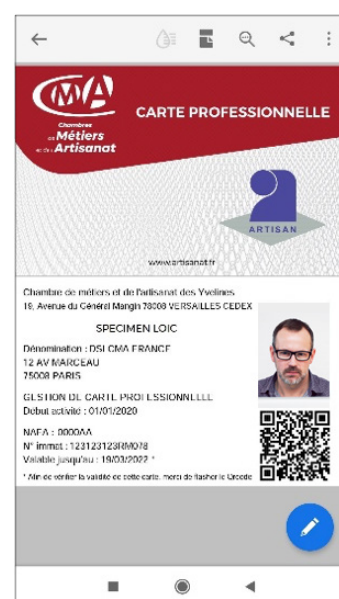 CMA
Chambres
de Métiers
et de l'Artisanat
CARTE PROFESSIONNELLE
ARTISAN
www.artisanat.fr
Chambre de métiers et de l'artisanat des Yvelines
19, Avenue du Général Mangin 78008 VERSAILLES CEDEX
SPECIMEN LOIC
Dénomination : DSI CMA FRANCE
12 AV MARCEAU
75008 PARIS
GESTION DE CARTE PROFESSIONNELLE
Début activité : 01/01/2020
NAFA : 0000AA
N° immat : 123123123RM078
Valable jusqu'au : 19/03/2022 *
* Afin de vérifier la validité de cette carte, merci de flasher le Qrcode